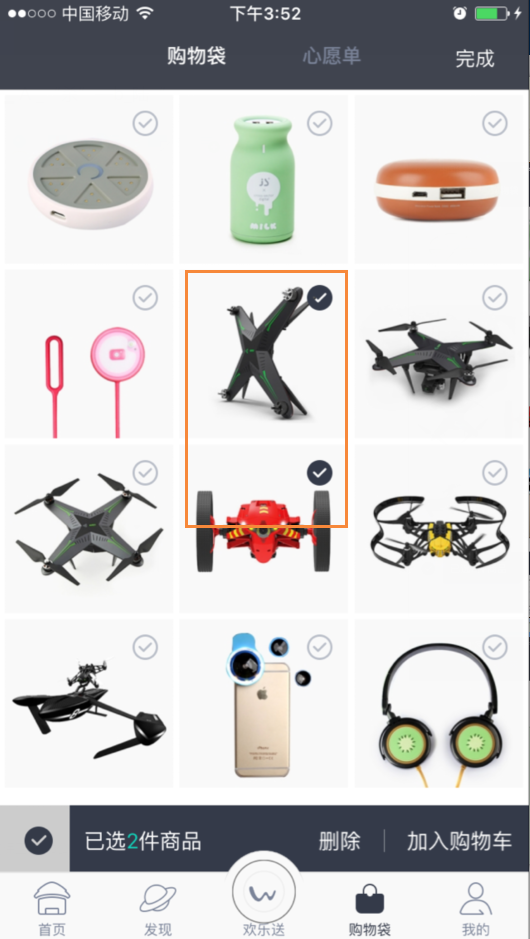 中国移动 下午3:52
购物袋 心愿单 完成
JS
MILK
iPhone
已选2件商品 删除 加入购物车
首页 发现 欢乐送 购物袋 我的